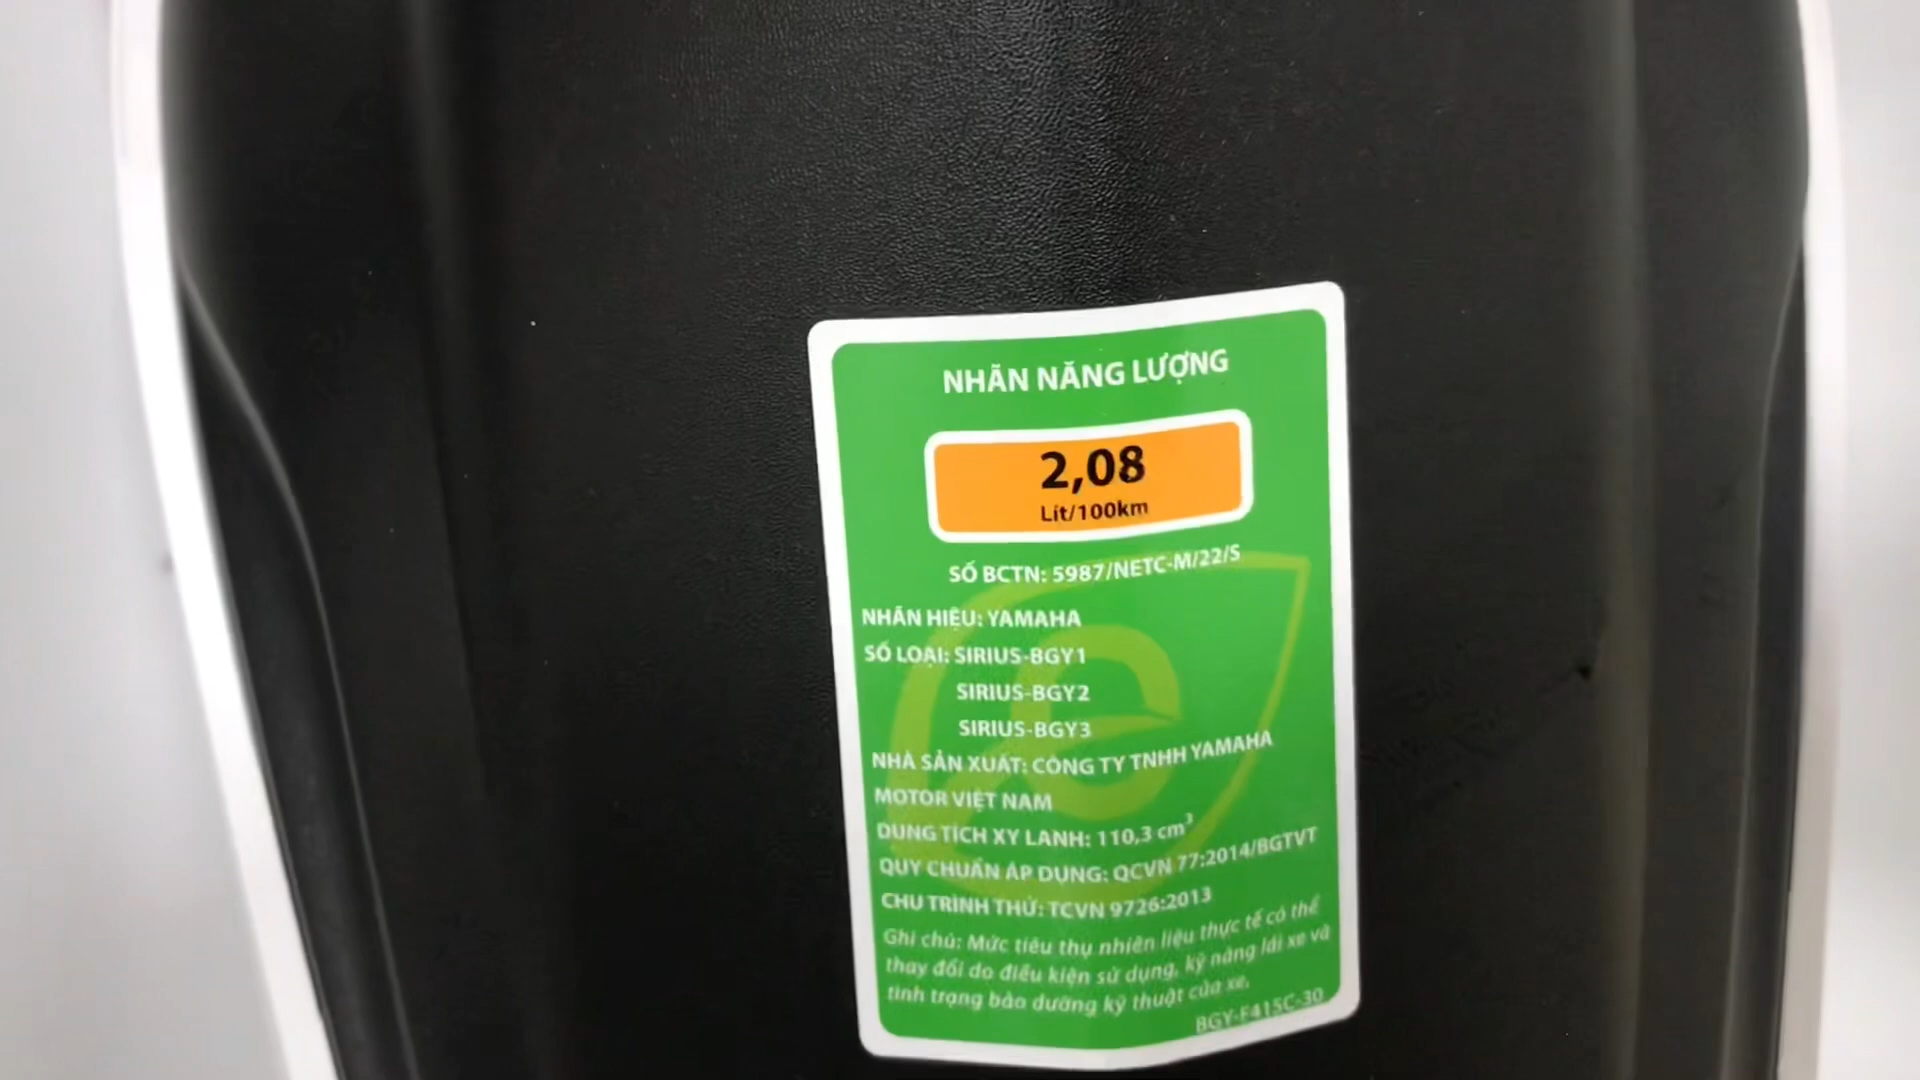 NHÃN NĂNG LƯỢNG
2,08
Lít/100km
SỐ BCTN: 5987/NETC-M/22/S
NHÃN HIỆU: YAMAHA
SỐ LOẠI: SIRIUS-BGY1
SIRIUS-BGY2
SIRIUS-BGY3
NHÀ SẢN XUẤT: CÔNG TY TNHH YAMAHA
MOTOR VIỆT NAM
DUNG TÍCH XY LANH: 110,3 cm³
QUY CHUẨN ÁP DỤNG: QCVN 77:2014/BGTVT
CHU TRÌNH THỬ: TCVN 9726:2013
Ghi chú: Mức tiêu thụ nhiên liệu thực tế có thể
thay đổi do điều kiện sử dụng, kỹ năng lái xe và
tình trạng bảo dưỡng kỹ thuật của xe.
BGY-F415C-30